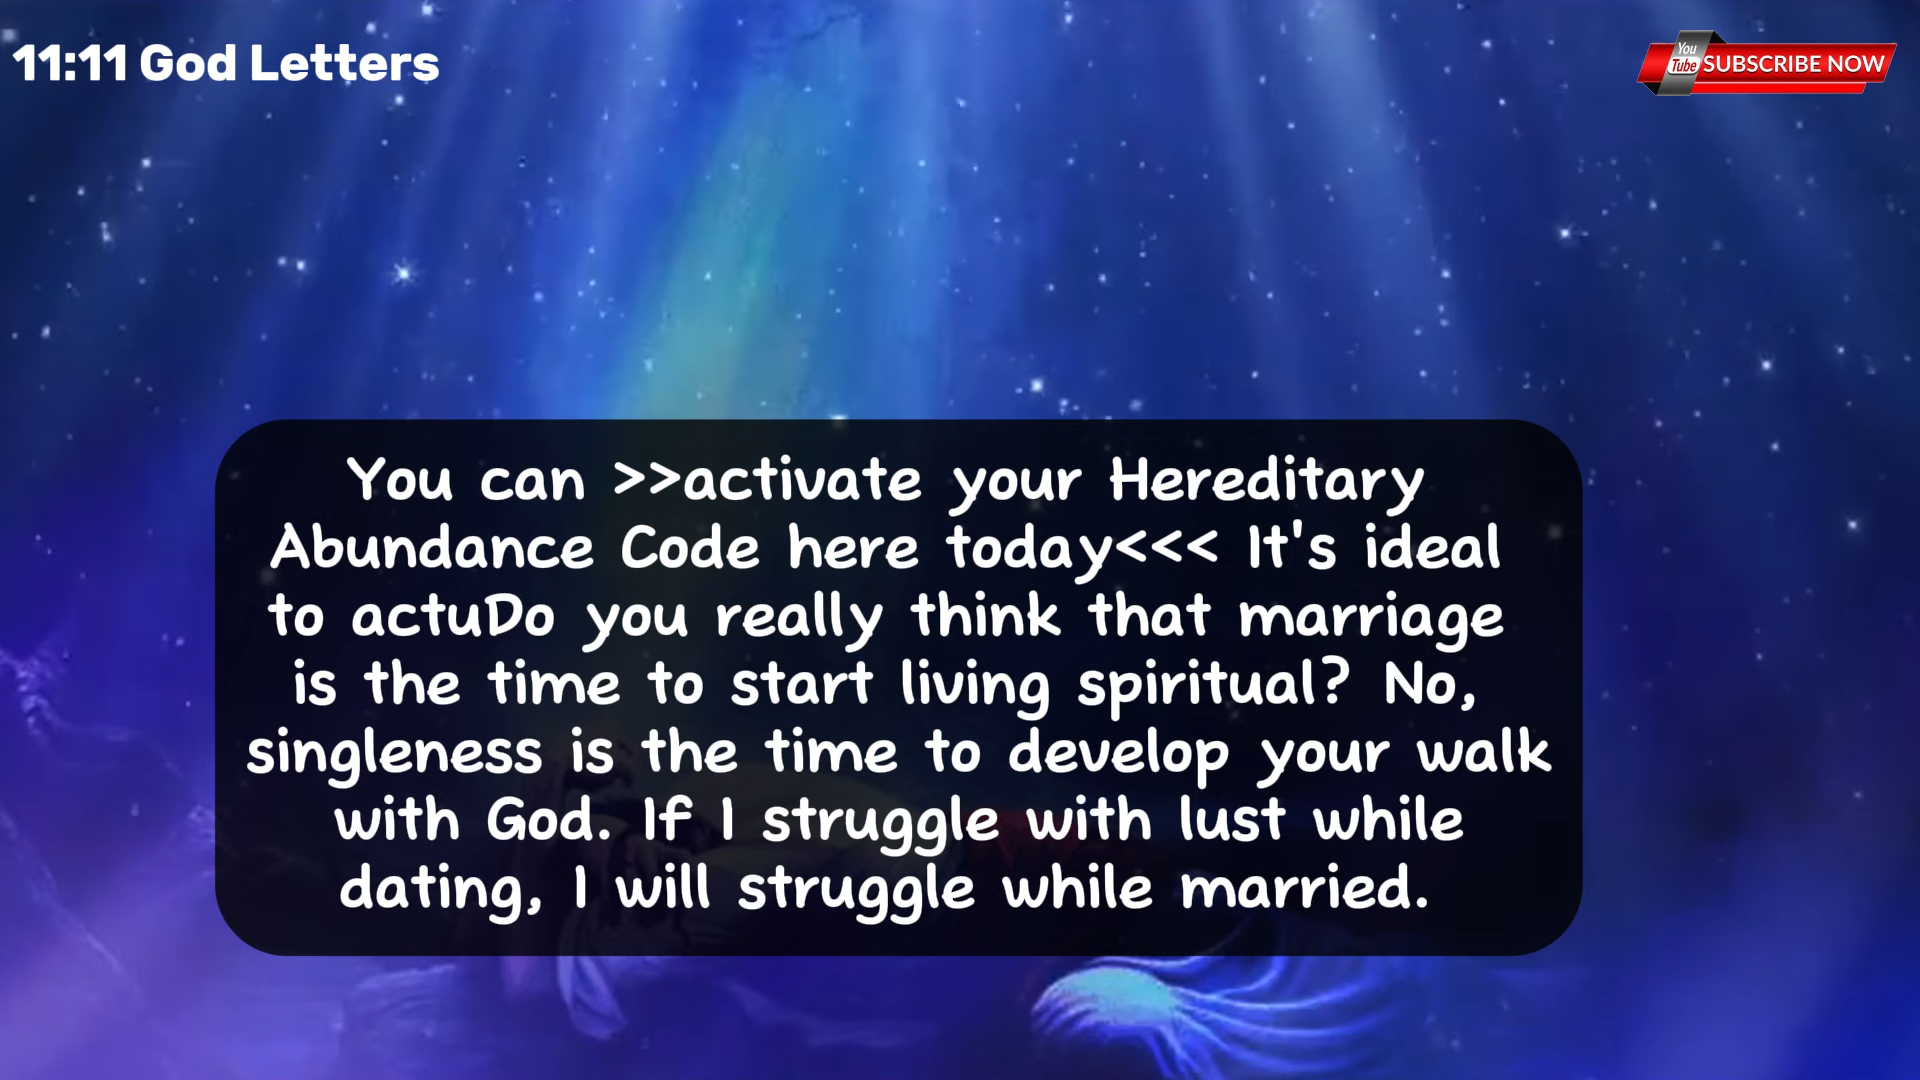 11:11 God Letters
You Tube SUBSCRIBE NOW
You can >>activate your Hereditary
Abundance Code here today<<< It's ideal
to actuDo you really think that marriage
is the time to start living spiritual? No,
singleness is the time to develop your walk
with God. If I struggle with lust while
dating, I will struggle while married.